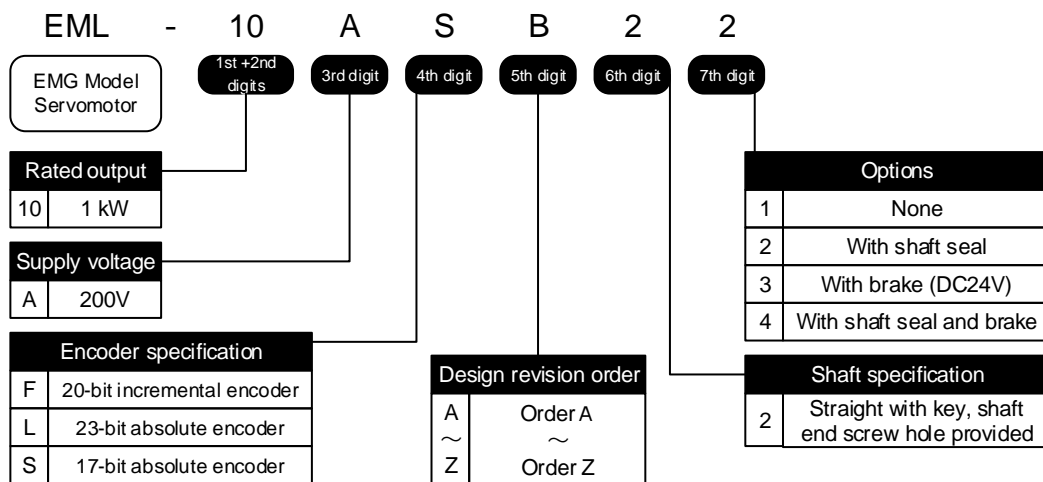 EML - 10 A S B 2 2
EMG Model
Servomotor
1st +2nd
digits
3rd digit
4th digit
5th digit
6th digit
7th digit
Rated output
10 1 kW
Supply voltage
A 200V
Encoder specification
F 20-bit incremental encoder
L 23-bit absolute encoder
S 17-bit absolute encoder
Design revision order
A Order A
~ ~
Z Order Z
Options
1 None
2 With shaft seal
3 With brake (DC24V)
4 With shaft seal and brake
Shaft specification
2 Straight with key, shaft
end screw hole provided